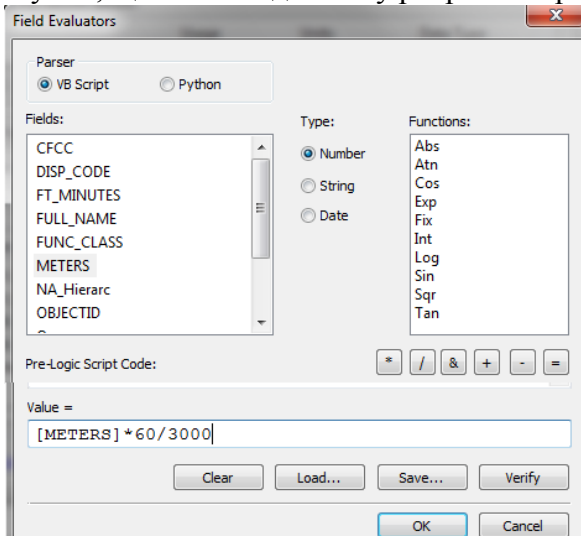 Field Evaluators
Parser
VB Script Python
Fields:
CFCC
DISP_CODE
FT_MINUTES
FULL_NAME
FUNC_CLASS
METERS
NA_Hierarc
OBJECTID
Type:
Number
String
Date
Functions:
Abs
Atn
Cos
Exp
Fix
Int
Log
Sin
Sqr
Tan
Pre-Logic Script Code:
* / & + - =
Value =
[METERS]*60/3000
Clear Load... Save... Verify
OK Cancel